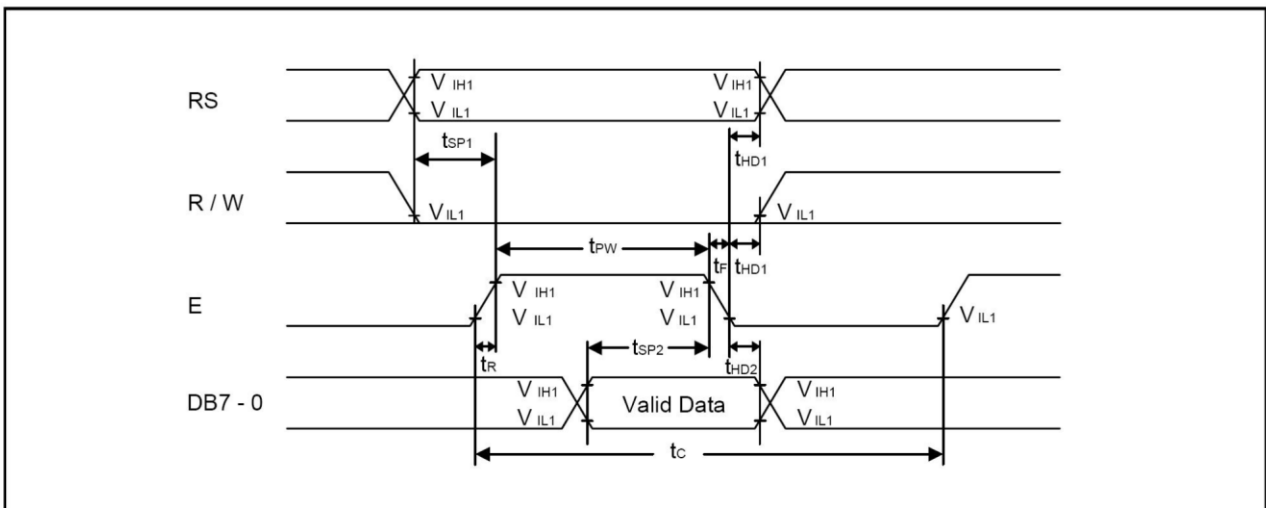 RS
V IH1
V IH1
V IL1
V IL1
tSP1
tHD1
R / W
VIL1
V IL1
tPW
tF
tHD1
E
V IH1
V IH1
V IL1
V IL1
V IL1
tR
tSP2
tHD2
DB7 - 0
V IH1
V IH1
V IL1
Valid Data
V IL1
tC